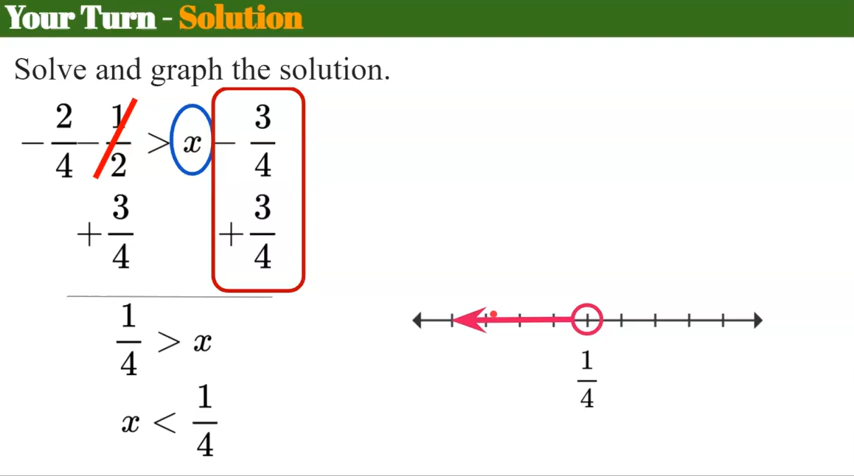 Your Turn - Solution
Solve and graph the solution.
-2/4 -1/2 > x - 3/4
+3/4 +3/4
1/4 > x
x < 1/4
1/4